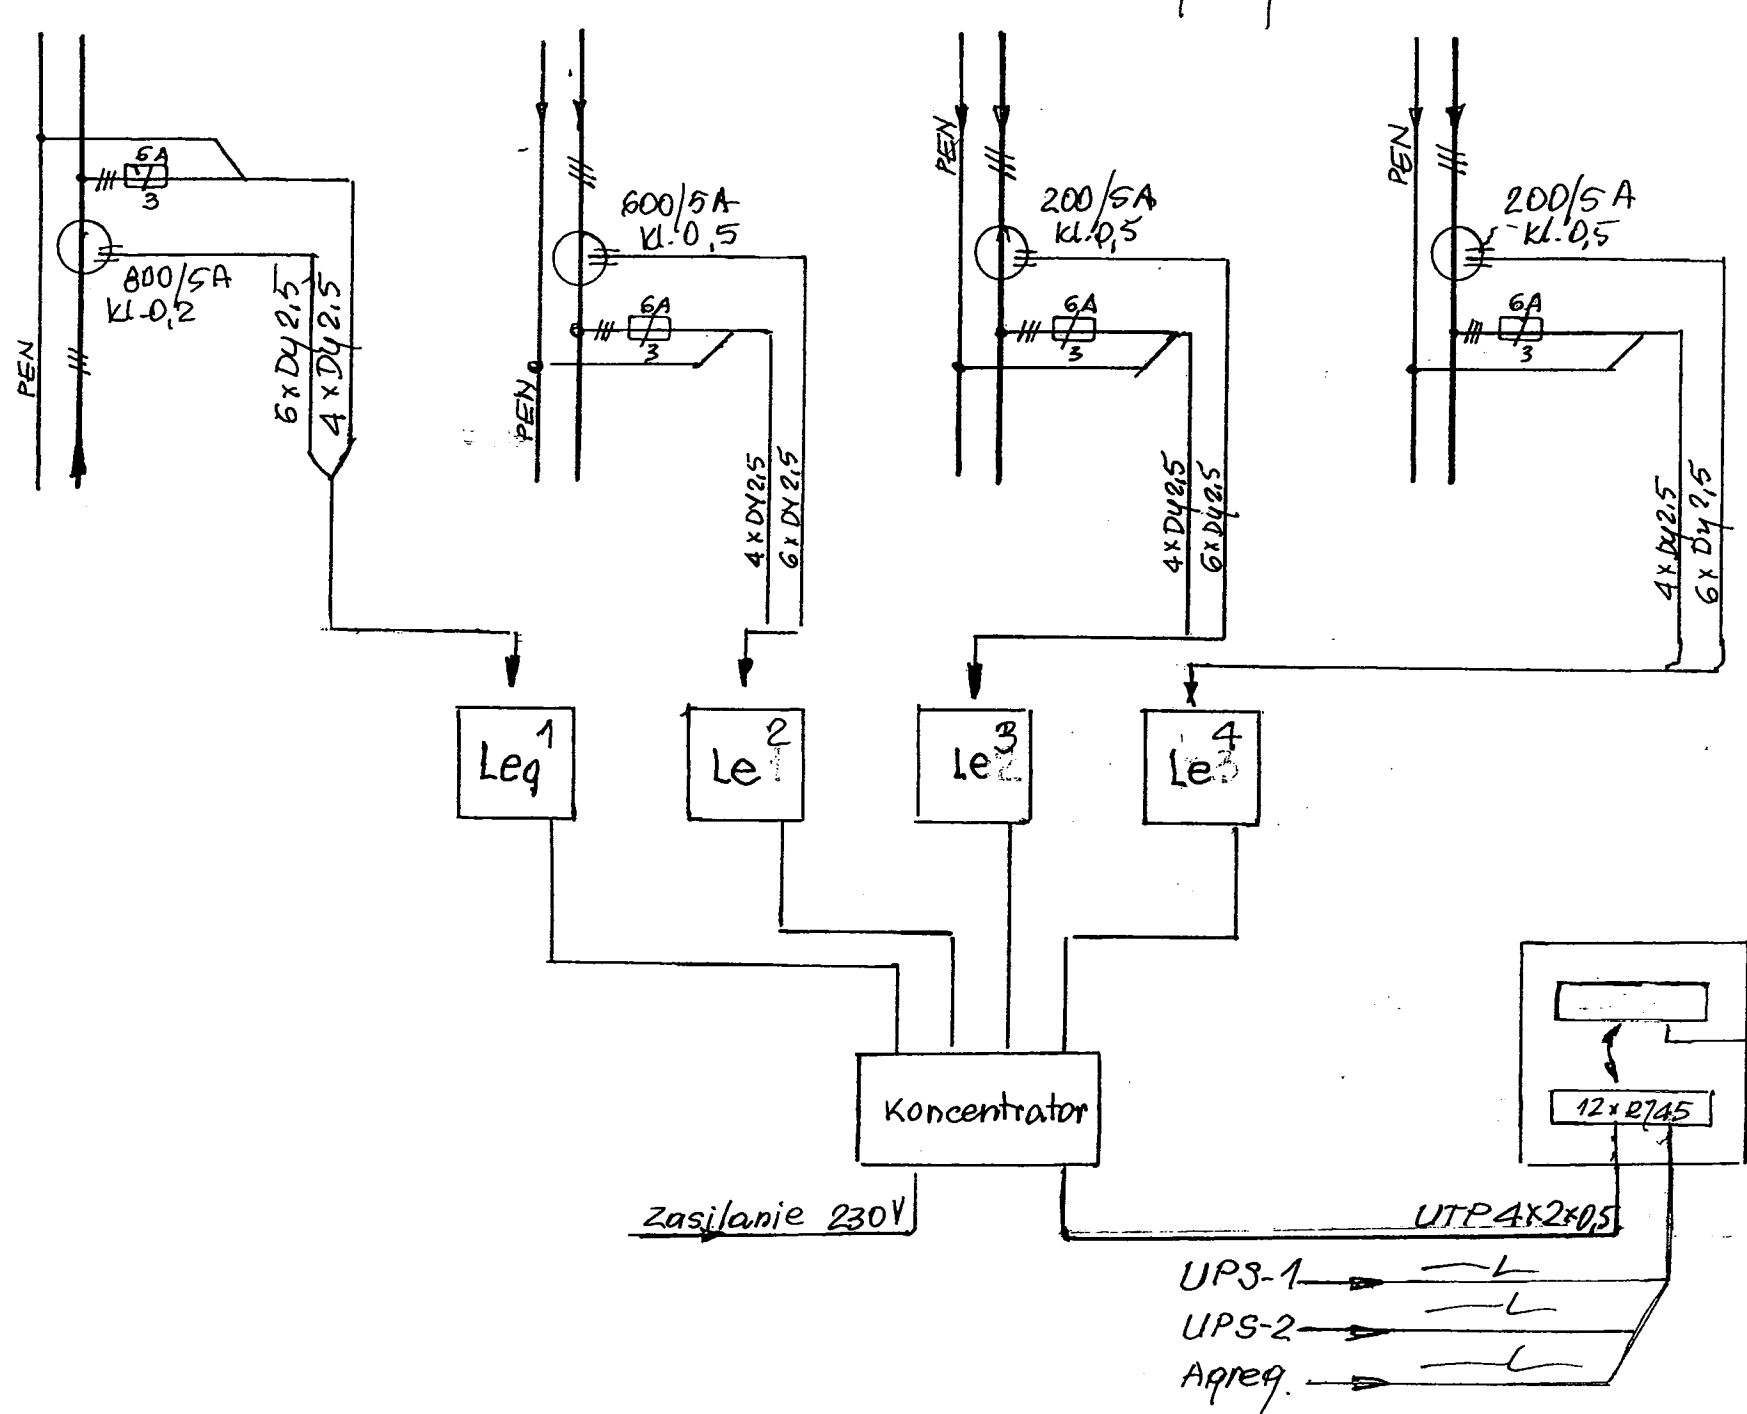 PEN
6A
3
800/5A
kl-0,2
6xDy2,5
4xDy2,5
600/5A
kl.0,5
6A
3
PEN
4xDY2,5
6xDY2,5
PEN
200/5A
kl.0,5
6A
3
4xDy2,5
6xDy2,5
PEN
200/5A
kl.0,5
6A
3
4xDy2,5
6xDy2,5
Leq 1
Le 2
Le 3
Le 4
Koncentrator
12xRJ45
Zasilanie 230V
UTP4x2x0,5
UPS-1
UPS-2
Agreg.